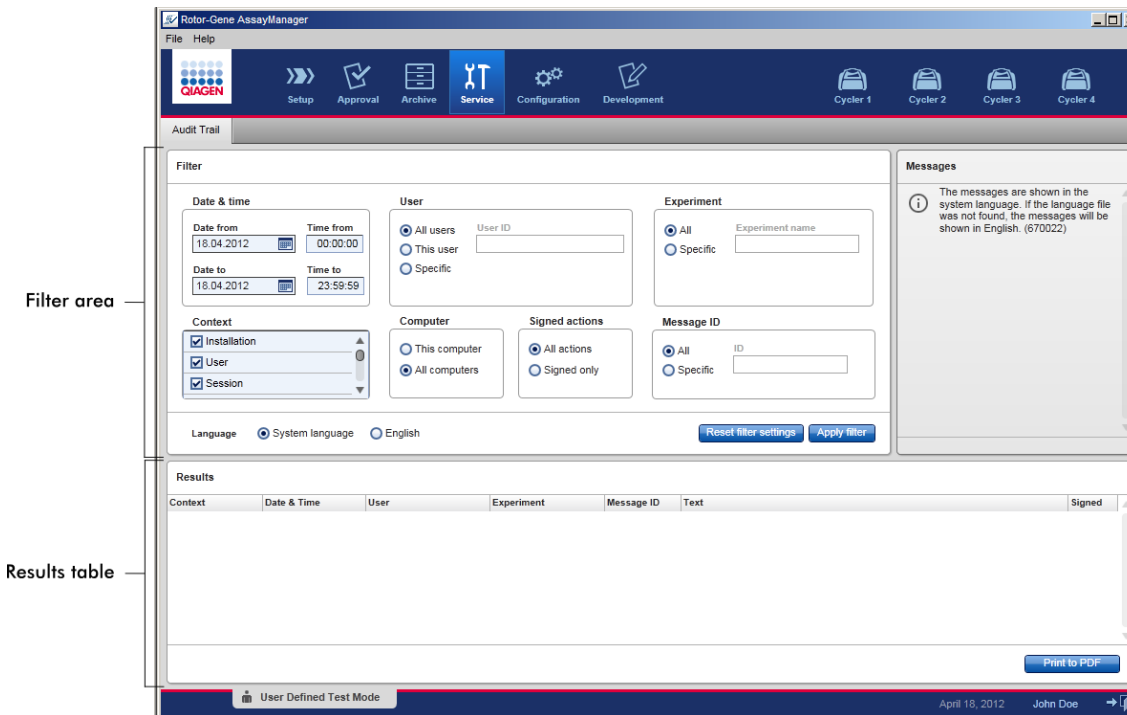 Rotor-Gene AssayManager
File Help
QIAGEN
Setup Approval Archive Service Configuration Development Cycler 1 Cycler 2 Cycler 3 Cycler 4
Audit Trail
Filter
Messages
Date & time User Experiment
The messages are shown in the
system language. If the language file
was not found, the messages will be
shown in English. (670022)
Date from Time from
18.04.2012 00:00:00
Date to Time to
18.04.2012 23:59:59
All users User ID
This user
Specific
All Experiment name
Specific
Filter area
Context Computer Signed actions Message ID
Installation
User
Session
This computer
All computers
All actions
Signed only
All ID
Specific
Language System language English Reset filter settings Apply filter
Results
Context Date & Time User Experiment Message ID Text Signed
Results table
Print to PDF
User Defined Test Mode
April 18, 2012 John Doe